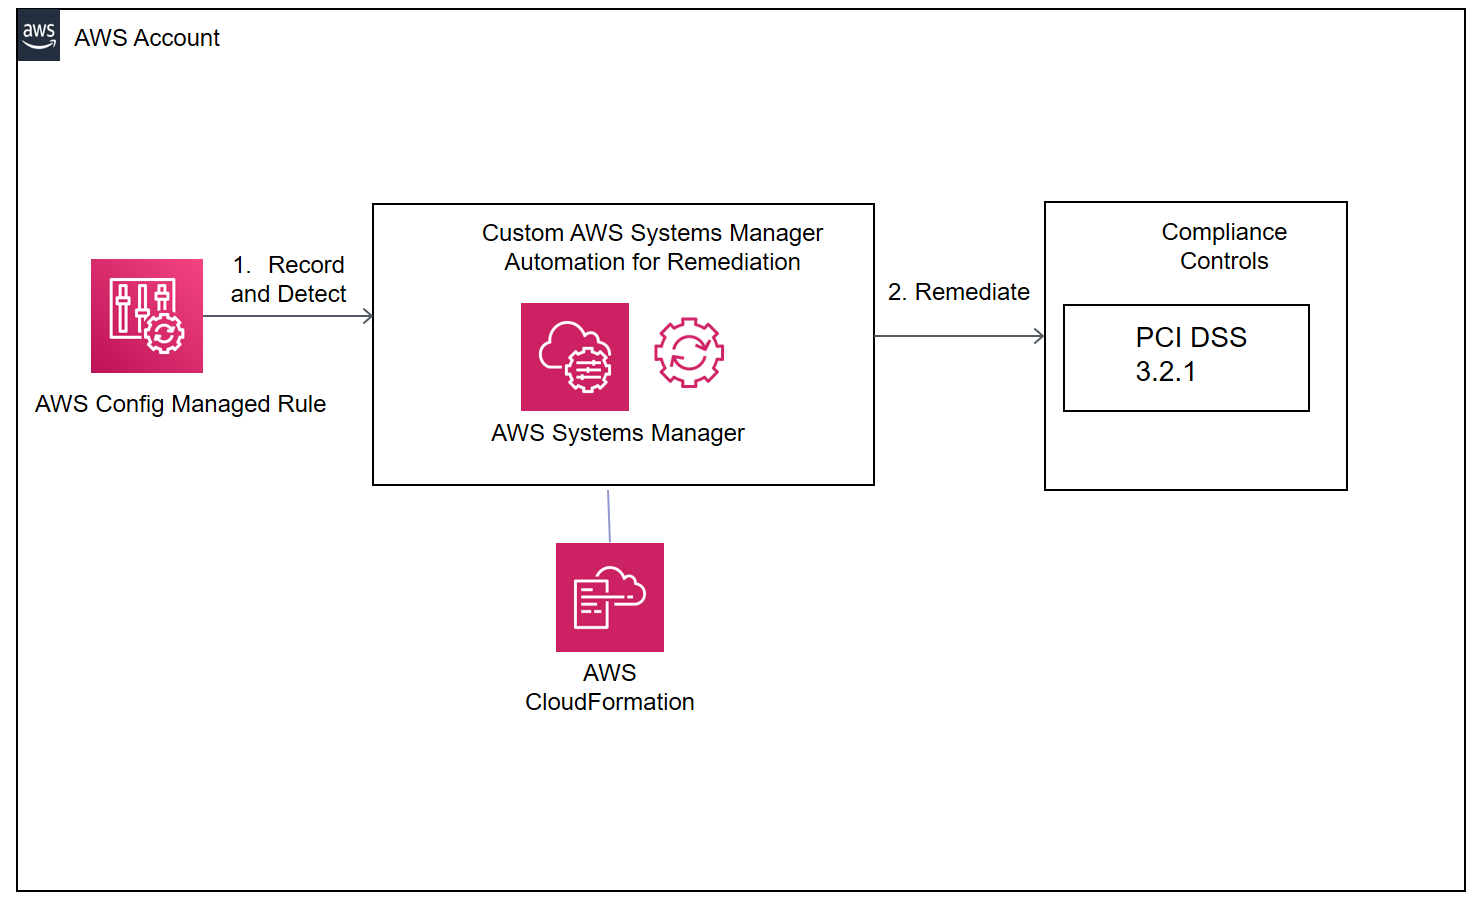 aws
AWS Account
1. Record
and Detect
AWS Config Managed Rule
Custom AWS Systems Manager
Automation for Remediation
AWS Systems Manager
2. Remediate
Compliance
Controls
PCI DSS
3.2.1
AWS
CloudFormation